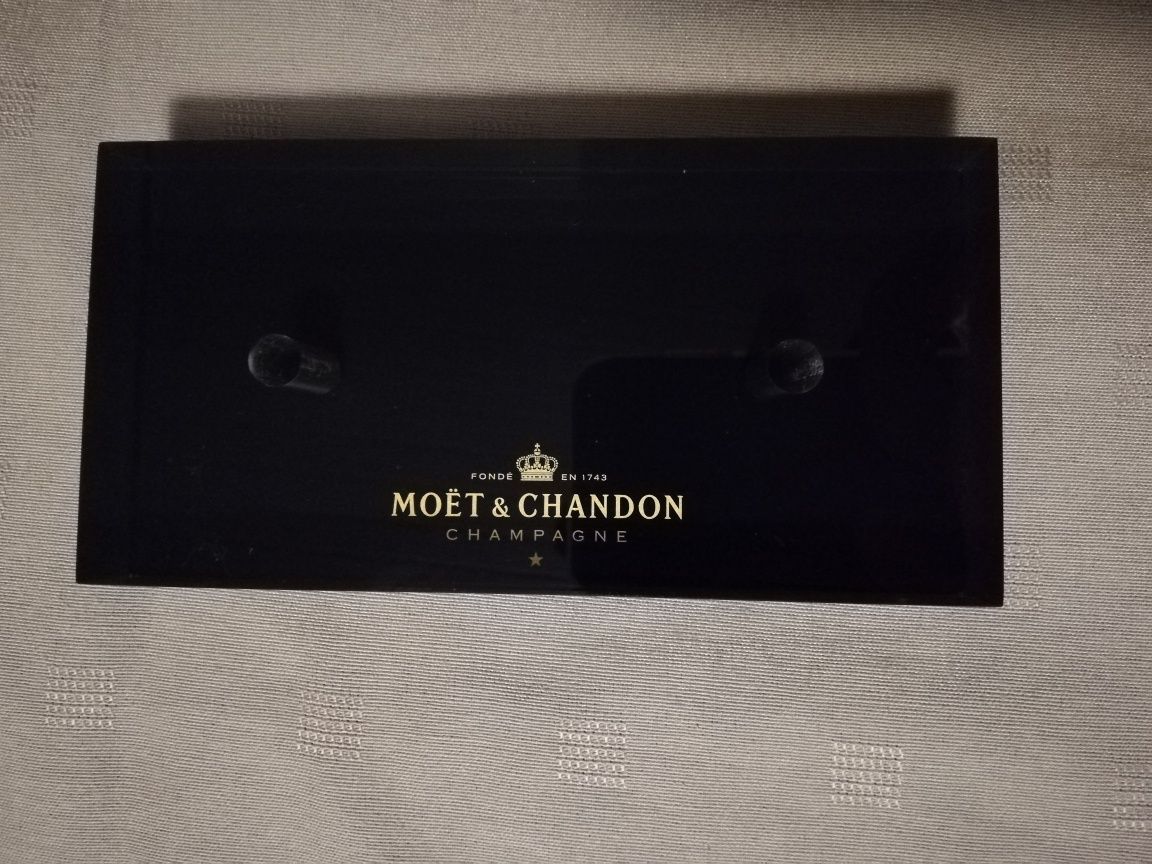 FONDÉ EN 1743
MOËT & CHANDON
CHAMPAGNE